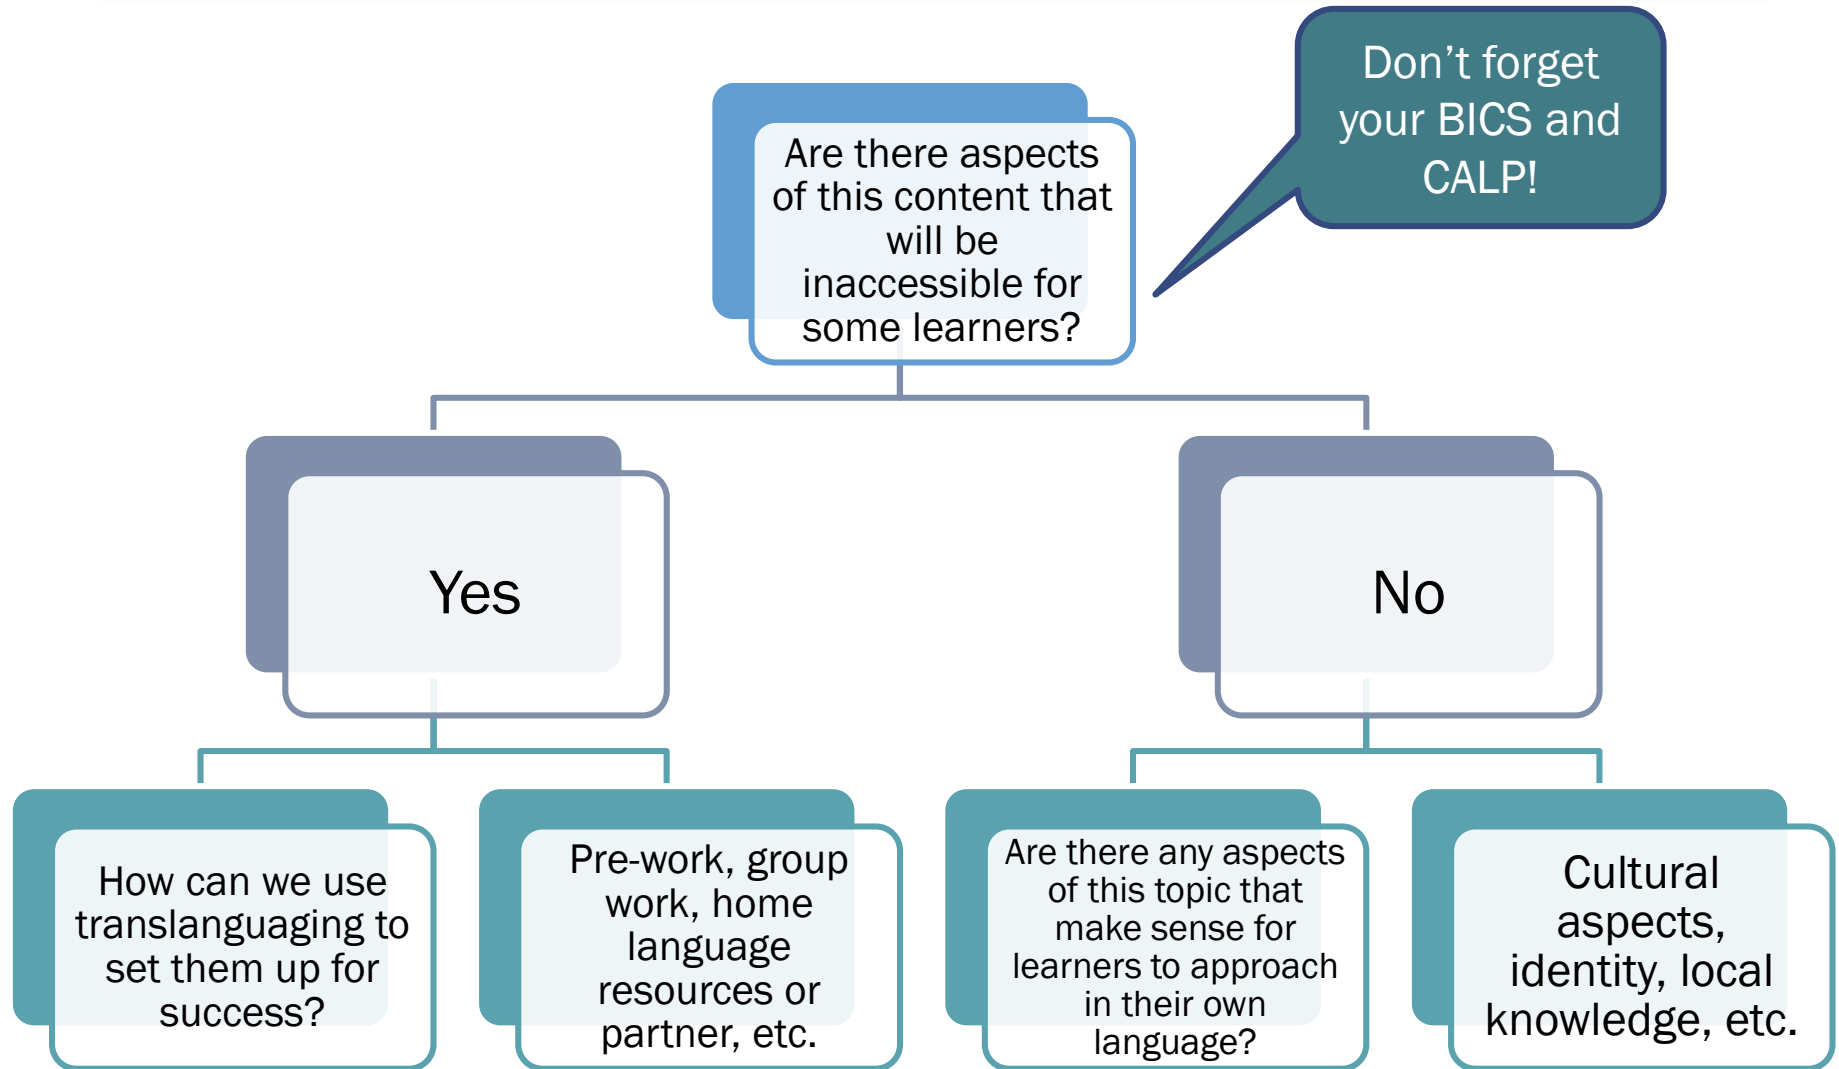 Don't forget
your BICS and
CALP!
Are there aspects
of this content that
will be
inaccessible for
some learners?
Yes
No
How can we use
translanguaging to
set them up for
success?
Pre-work, group
work, home
language
resources or
partner, etc.
Are there any aspects
of this topic that
make sense for
learners to approach
in their own
language?
Cultural
aspects,
identity, local
knowledge, etc.